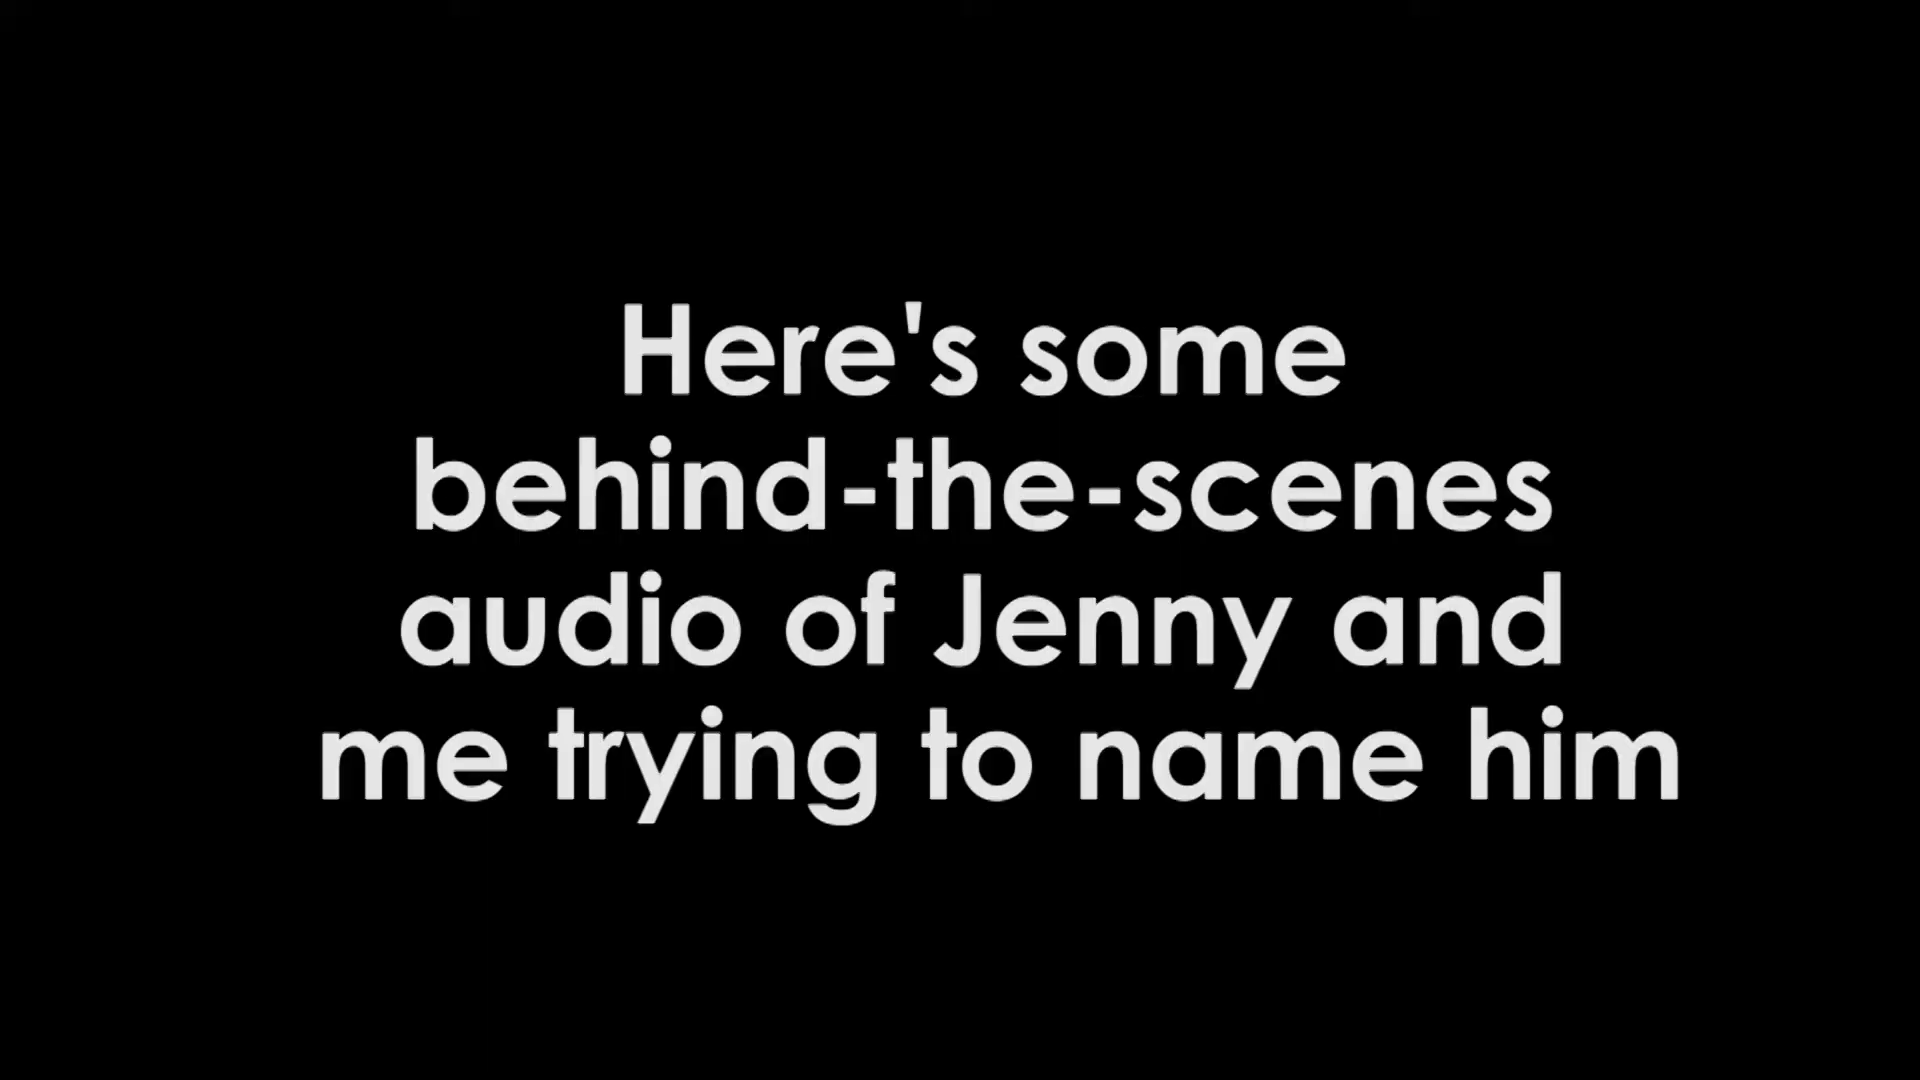 Here's some
behind-the-scenes
audio of Jenny and
me trying to name him